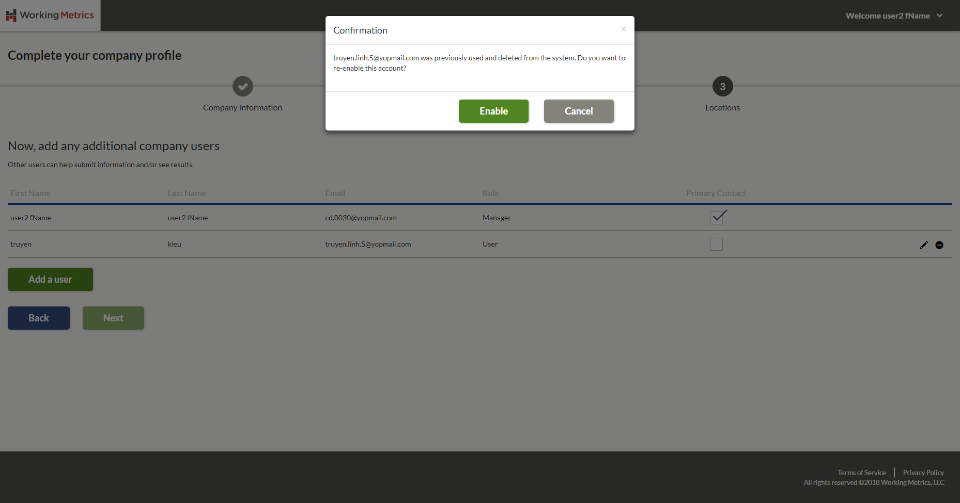 Working Metrics
Welcome user2 fName
Confirmation
×
truyen.linh.5@yopmail.com was previously used and deleted from the system. Do you want to
re-enable this account?
Enable
Cancel
Complete your company profile
3
Company Information
Locations
Now, add any additional company users
Other users can help submit information and/or see results.
First Name
Last Name
Email
Role
Primary Contact
user2 fName
user2 lName
cd.0030@yopmail.com
Manager
truyen
kieu
truyen.linh.5@yopmail.com
User
Add a user
Back
Next
Terms of Service
Privacy Policy
All rights reserved ©2018 Working Metrics, LLC